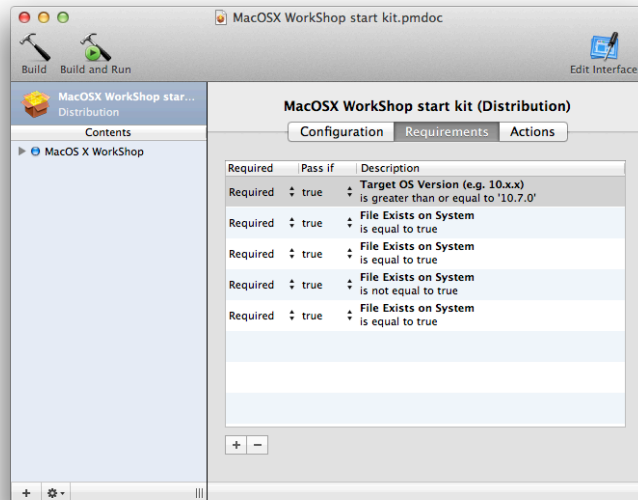 MacOSX WorkShop start kit.pmdoc
Build
Build and Run
Edit Interface
MacOSX WorkShop star...
Distribution
Contents
MacOS X WorkShop
MacOSX WorkShop start kit (Distribution)
Configuration
Requirements
Actions
Required Pass if Description
Required true Target OS Version (e.g. 10.x.x)
is greater than or equal to '10.7.0'
Required true File Exists on System
is equal to true
Required true File Exists on System
is equal to true
Required true File Exists on System
is not equal to true
Required true File Exists on System
is equal to true